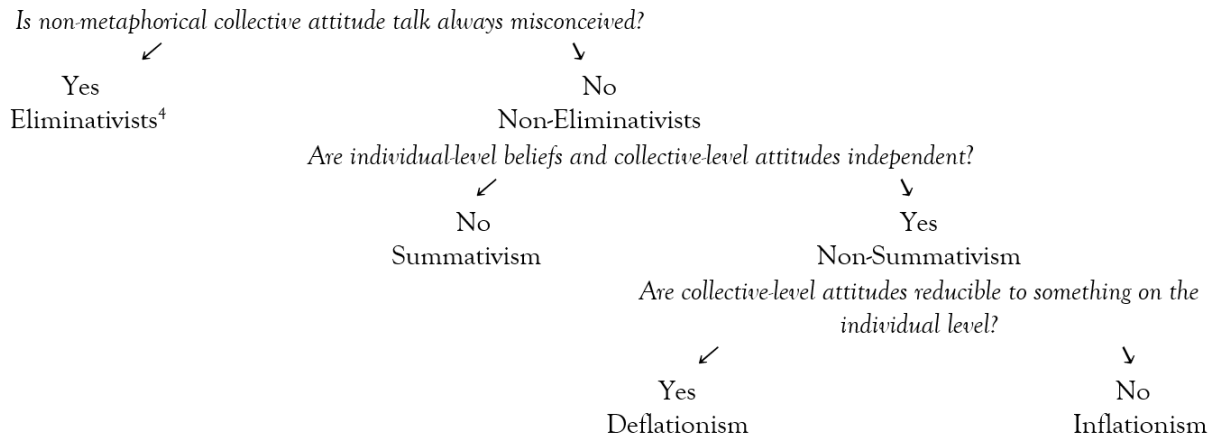 Is non-metaphorical collective attitude talk always misconceived?
↙ ↘
Yes No
Eliminativists⁴ Non-Eliminativists
Are individual-level beliefs and collective-level attitudes independent?
↙ ↘
No Yes
Summativism Non-Summativism
Are collective-level attitudes reducible to something on the
individual level?
↙ ↘
Yes No
Deflationism Inflationism